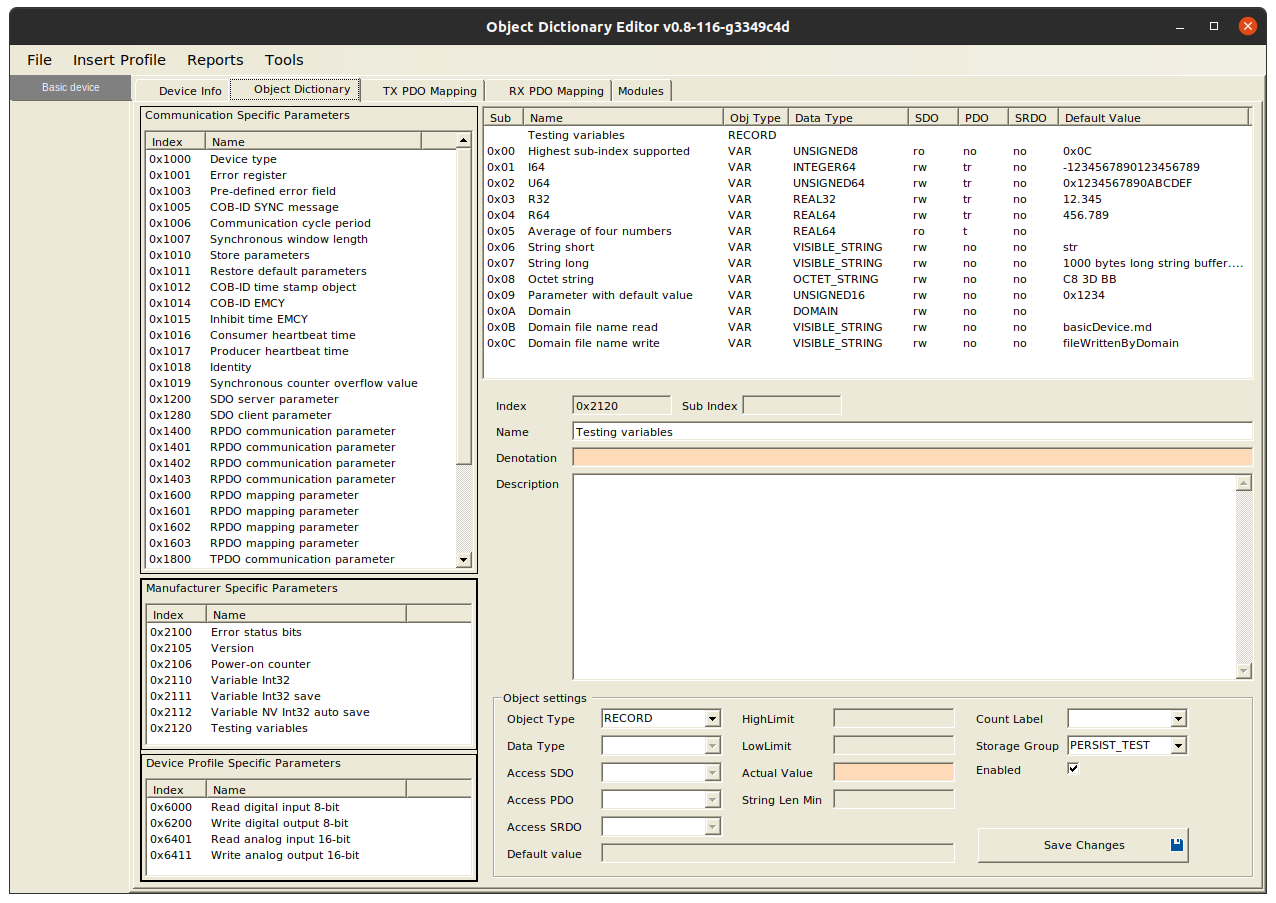 Object Dictionary Editor v0.8-116-g3349c4d
File Insert Profile Reports Tools
Basic device
Device Info Object Dictionary TX PDO Mapping RX PDO Mapping Modules
Communication Specific Parameters
Index Name
0x1000 Device type
0x1001 Error register
0x1003 Pre-defined error field
0x1005 COB-ID SYNC message
0x1006 Communication cycle period
0x1007 Synchronous window length
0x1010 Store parameters
0x1011 Restore default parameters
0x1012 COB-ID time stamp object
0x1014 COB-ID EMCY
0x1015 Inhibit time EMCY
0x1016 Consumer heartbeat time
0x1017 Producer heartbeat time
0x1018 Identity
0x1019 Synchronous counter overflow value
0x1200 SDO server parameter
0x1280 SDO client parameter
0x1400 RPDO communication parameter
0x1401 RPDO communication parameter
0x1402 RPDO communication parameter
0x1403 RPDO communication parameter
0x1600 RPDO mapping parameter
0x1601 RPDO mapping parameter
0x1602 RPDO mapping parameter
0x1603 RPDO mapping parameter
0x1800 TPDO communication parameter
Manufacturer Specific Parameters
Index Name
0x2100 Error status bits
0x2105 Version
0x2106 Power-on counter
0x2110 Variable Int32
0x2111 Variable Int32 save
0x2112 Variable NV Int32 auto save
0x2120 Testing variables
Device Profile Specific Parameters
Index Name
0x6000 Read digital input 8-bit
0x6200 Write digital output 8-bit
0x6401 Read analog input 16-bit
0x6411 Write analog output 16-bit
Sub Name Obj Type Data Type SDO PDO SRDO Default Value
Testing variables RECORD
0x00 Highest sub-index supported VAR UNSIGNED8 ro no no 0x0C
0x01 I64 VAR INTEGER64 rw tr no -1234567890123456789
0x02 U64 VAR UNSIGNED64 rw tr no 0x1234567890ABCDEF
0x03 R32 VAR REAL32 rw tr no 12.345
0x04 R64 VAR REAL64 rw tr no 456.789
0x05 Average of four numbers VAR REAL64 ro t no
0x06 String short VAR VISIBLE_STRING rw no no str
0x07 String long VAR VISIBLE_STRING rw no no 1000 bytes long string buffer....
0x08 Octet string VAR OCTET_STRING rw no no C8 3D BB
0x09 Parameter with default value VAR UNSIGNED16 rw no no 0x1234
0x0A Domain VAR DOMAIN rw no no
0x0B Domain file name read VAR VISIBLE_STRING rw no no basicDevice.md
0x0C Domain file name write VAR VISIBLE_STRING rw no no fileWrittenByDomain
Index 0x2120 Sub Index
Name Testing variables
Denotation
Description
Object settings
Object Type RECORD HighLimit Count Label
Data Type LowLimit Storage Group PERSIST_TEST
Access SDO Actual Value Enabled
Access PDO String Len Min
Access SRDO
Default value Save Changes